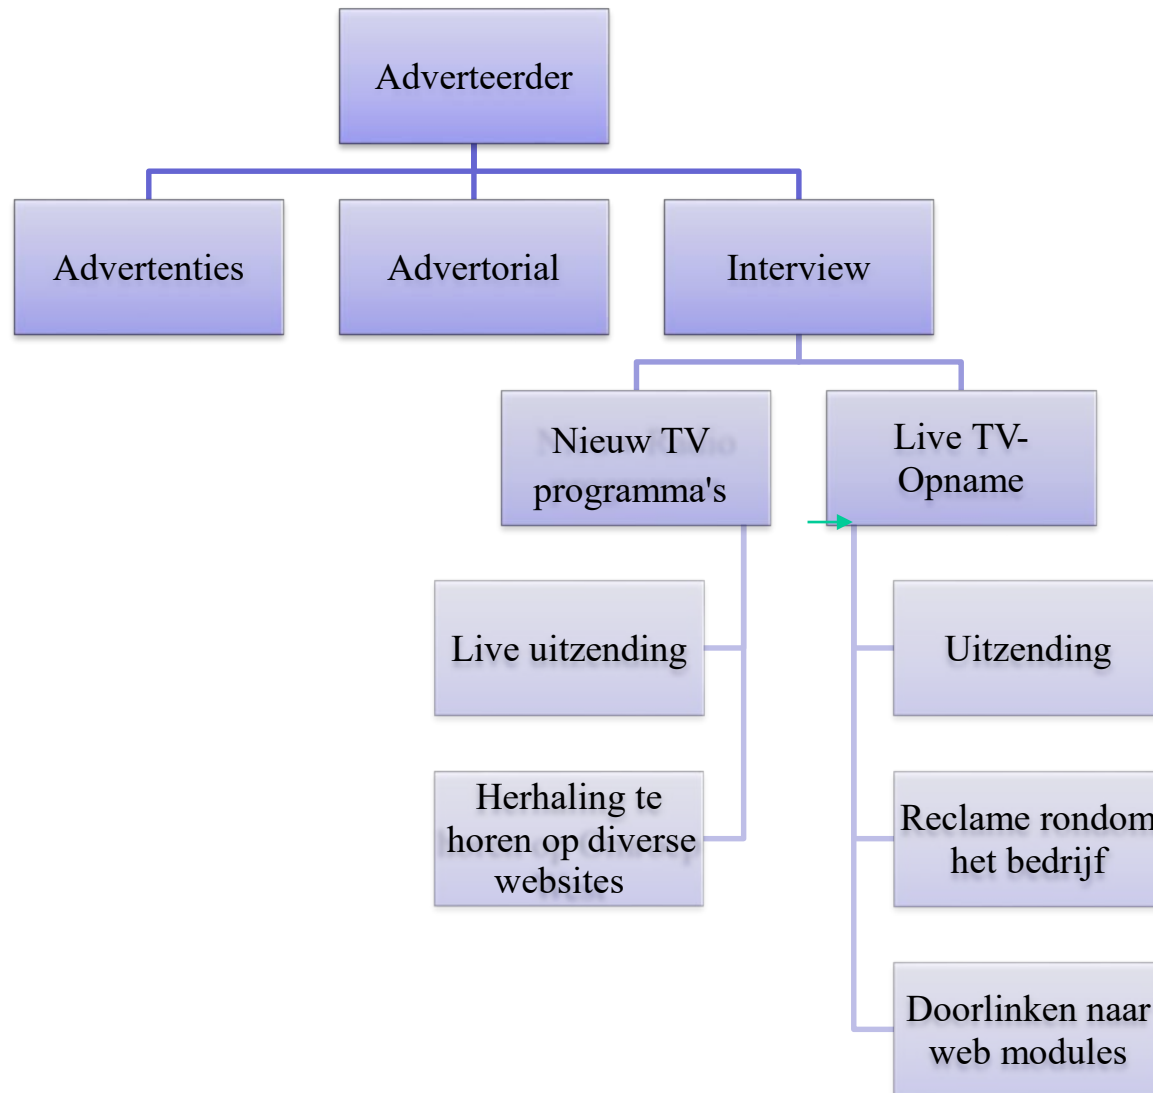 Adverteerder
Advertenties
Advertorial
Interview
Nieuw TV
programma's
Live TV-
Opname
Live uitzending
Uitzending
Herhaling te
horen op diverse
websites
Reclame rondom
het bedrijf
Doorlinken naar
web modules